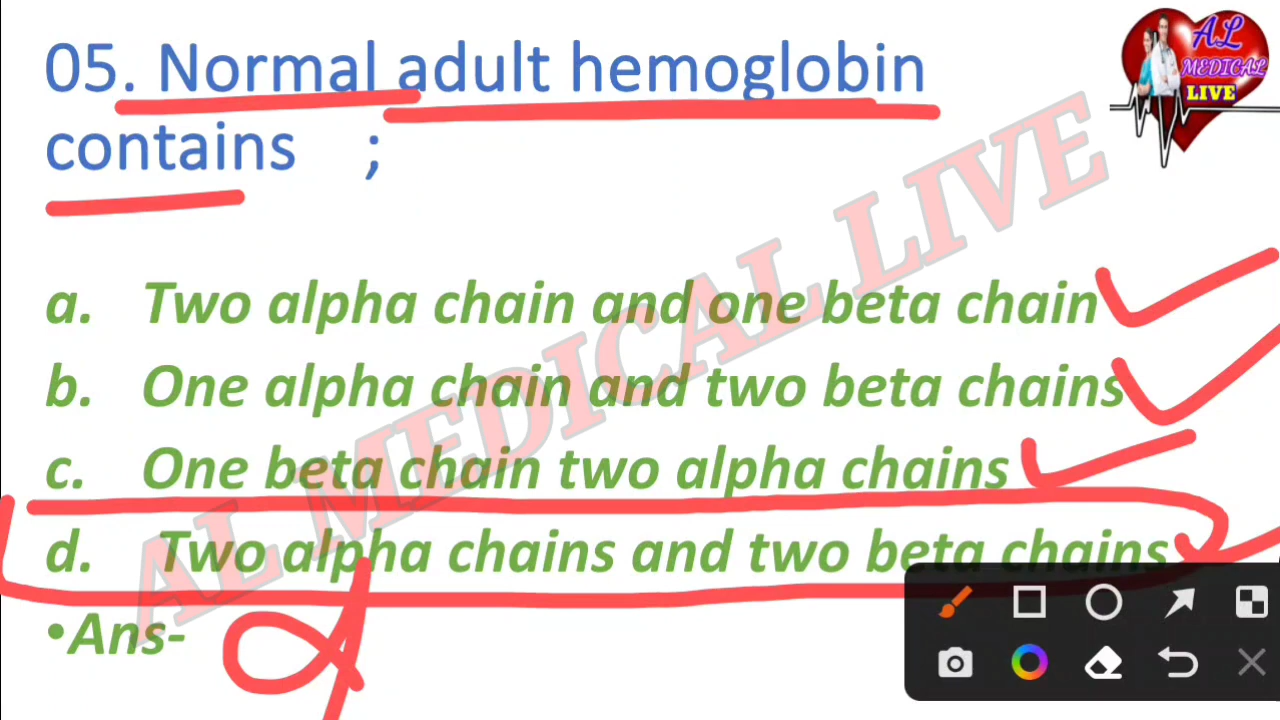 05. Normal adult hemoglobin
contains ;
a. Two alpha chain and one beta chain
b. One alpha chain and two beta chains
c. One beta chain two alpha chains
d. Two alpha chains and two beta chains
•Ans- d
AL MEDICAL LIVE
AL
MEDICAL
LIVE